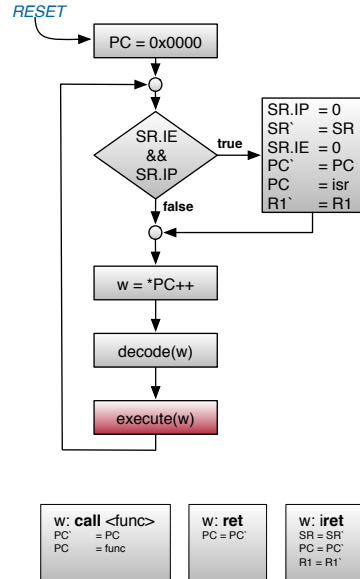 RESET
PC = 0x0000
SR.IE
&&
SR.IP
true
false
SR.IP = 0
SR` = SR
SR.IE = 0
PC` = PC
PC = isr
R1` = R1
w = *PC++
decode(w)
execute(w)
w: call <func>
PC` = PC
PC = func
w: ret
PC = PC`
w: iret
SR = SR`
PC = PC`
R1 = R1`